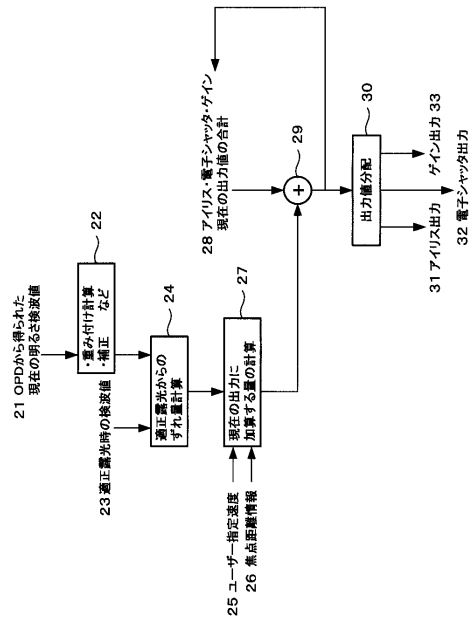 21 OPDから得られた
現在の明るさ検波値
22
・重み付け計算
・補正 など
23 適正露光時の検波値
24
適正露光からの
ずれ量計算
25 ユーザー指定速度
26 焦点距離情報
27
現在の出力に
加算する量の計算
28 アイリス・電子シャッタ・ゲイン
現在の出力値の合計
29
+
30
出力値分配
31 アイリス出力
32 電子シャッタ出力
ゲイン出力 33